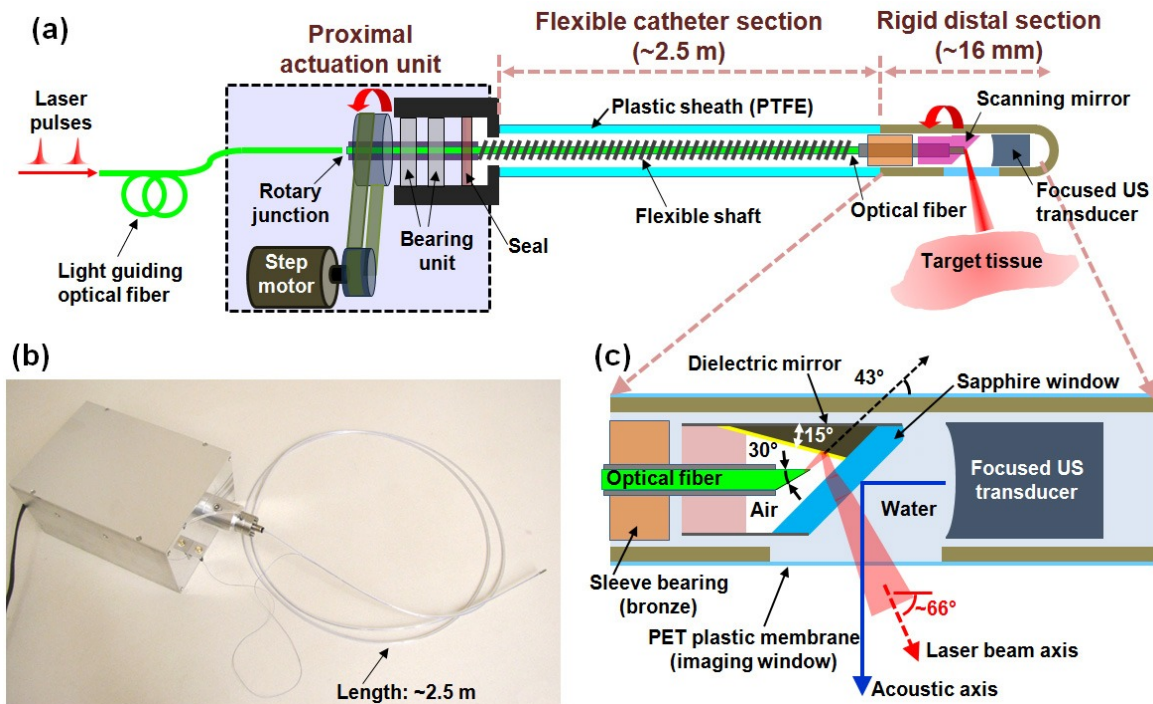 (a)
Proximal
actuation unit
Flexible catheter section
(~2.5 m)
Rigid distal section
(~16 mm)
Laser
pulses
Plastic sheath (PTFE)
Scanning mirror
Rotary
junction
Light guiding
optical fiber
Step
motor
Bearing
unit
Seal
Flexible shaft
Optical fiber
Focused US
transducer
Target tissue
(b)
Length: ~2.5 m
(c)
Dielectric mirror
43°
Sapphire window
15°
30°
Optical fiber
Air
Water
Focused US
transducer
Sleeve bearing
(bronze)
PET plastic membrane
(imaging window)
~66°
Laser beam axis
Acoustic axis